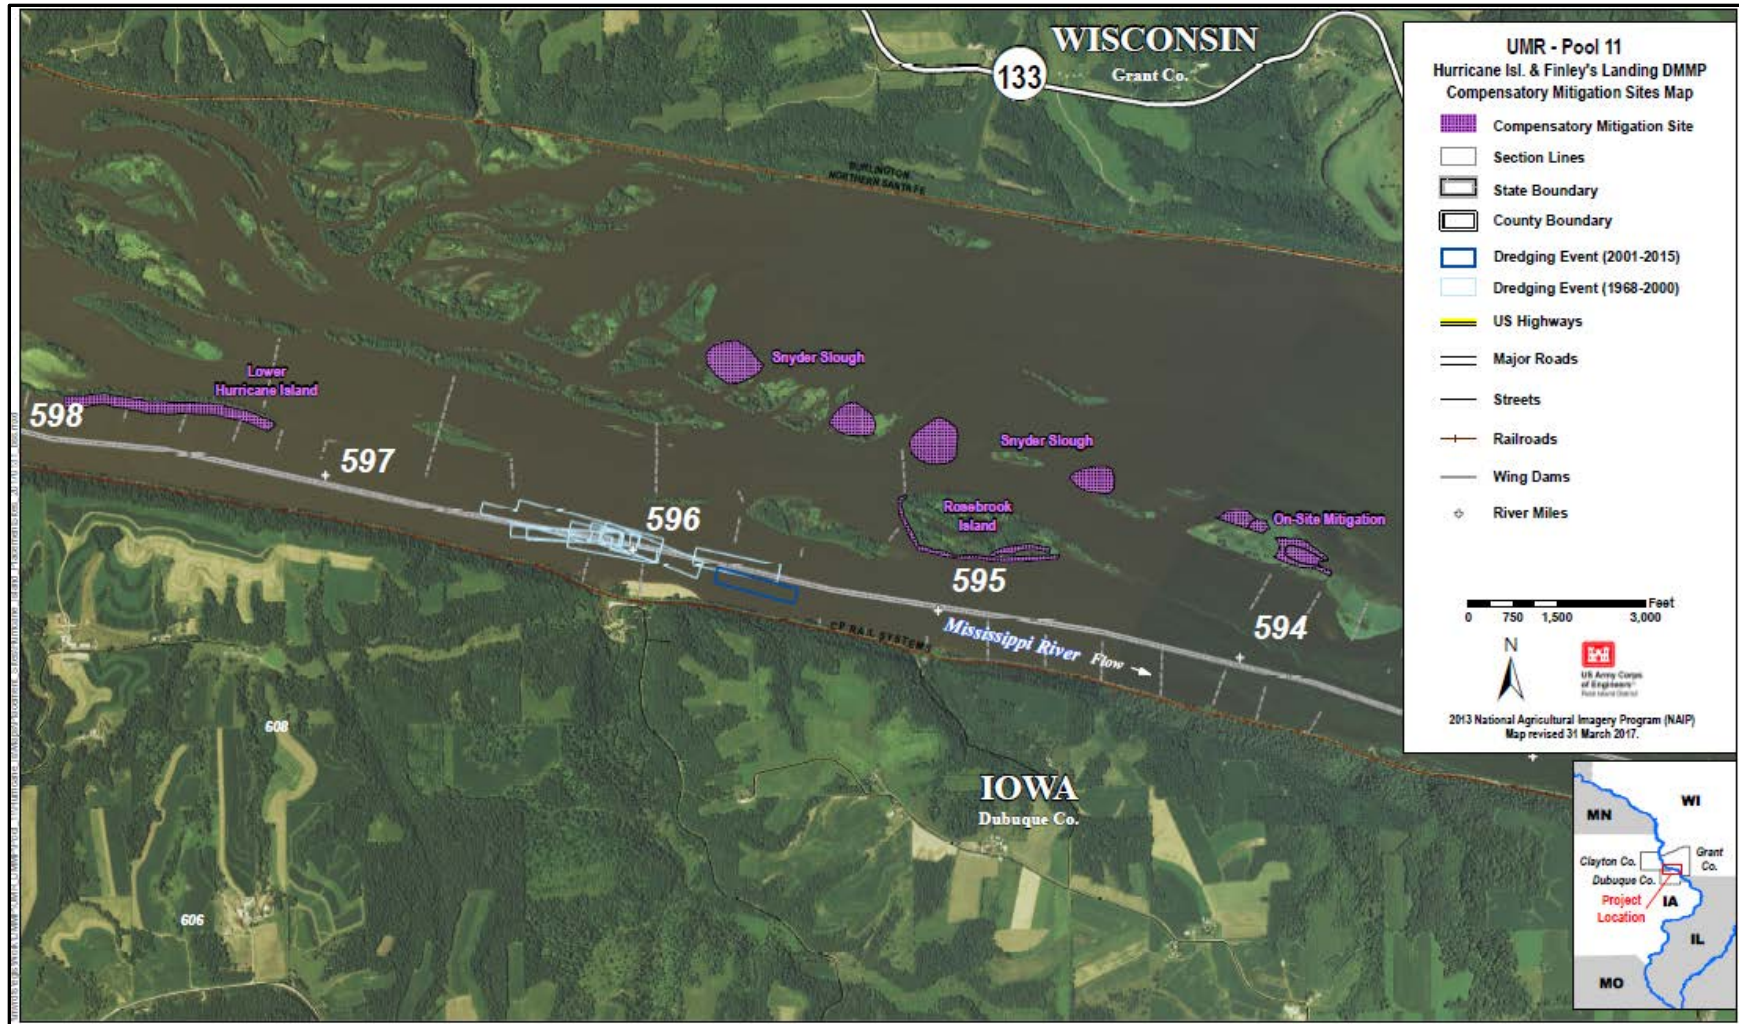 WISCONSIN
Grant Co.
133
BURLINGTON
NORTHERN SANTA FE
Snyder Slough
Lower
Hurricane Island
598
597
596
Snyder Slough
Rosebrook
Island
On-Site Mitigation
595
594
Mississippi River Flow
CP RAIL SYSTEMS
608
606
IOWA
Dubuque Co.
UMR - Pool 11
Hurricane Isl. & Finley's Landing DMMP
Compensatory Mitigation Sites Map
Compensatory Mitigation Site
Section Lines
State Boundary
County Boundary
Dredging Event (2001-2015)
Dredging Event (1968-2000)
US Highways
Major Roads
Streets
Railroads
Wing Dams
River Miles
Feet
0 750 1,500 3,000
N
US Army Corps
of Engineers
Rock Island District
2013 National Agricultural Imagery Program (NAIP)
Map revised 31 March 2017.
MN
WI
Clayton Co.
Grant
Co.
Dubuque Co.
Project
Location
IA
IL
MO